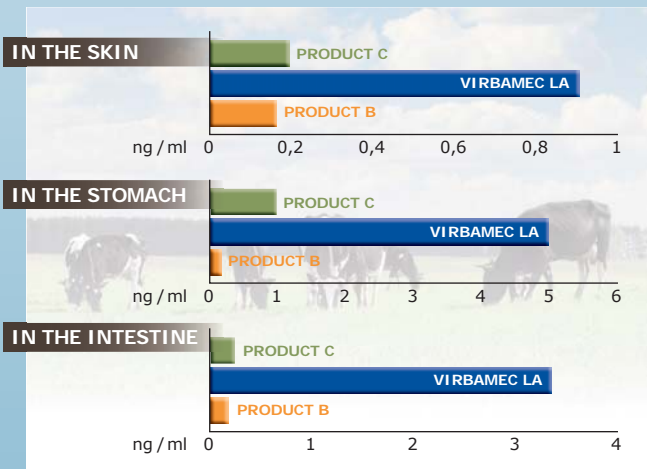 IN THE SKIN
PRODUCT C
VIRBAMEC LA
PRODUCT B
ng / ml 0 0,2 0,4 0,6 0,8 1
IN THE STOMACH
PRODUCT C
VIRBAMEC LA
PRODUCT B
ng / ml 0 1 2 3 4 5 6
IN THE INTESTINE
PRODUCT C
VIRBAMEC LA
PRODUCT B
ng / ml 0 1 2 3 4